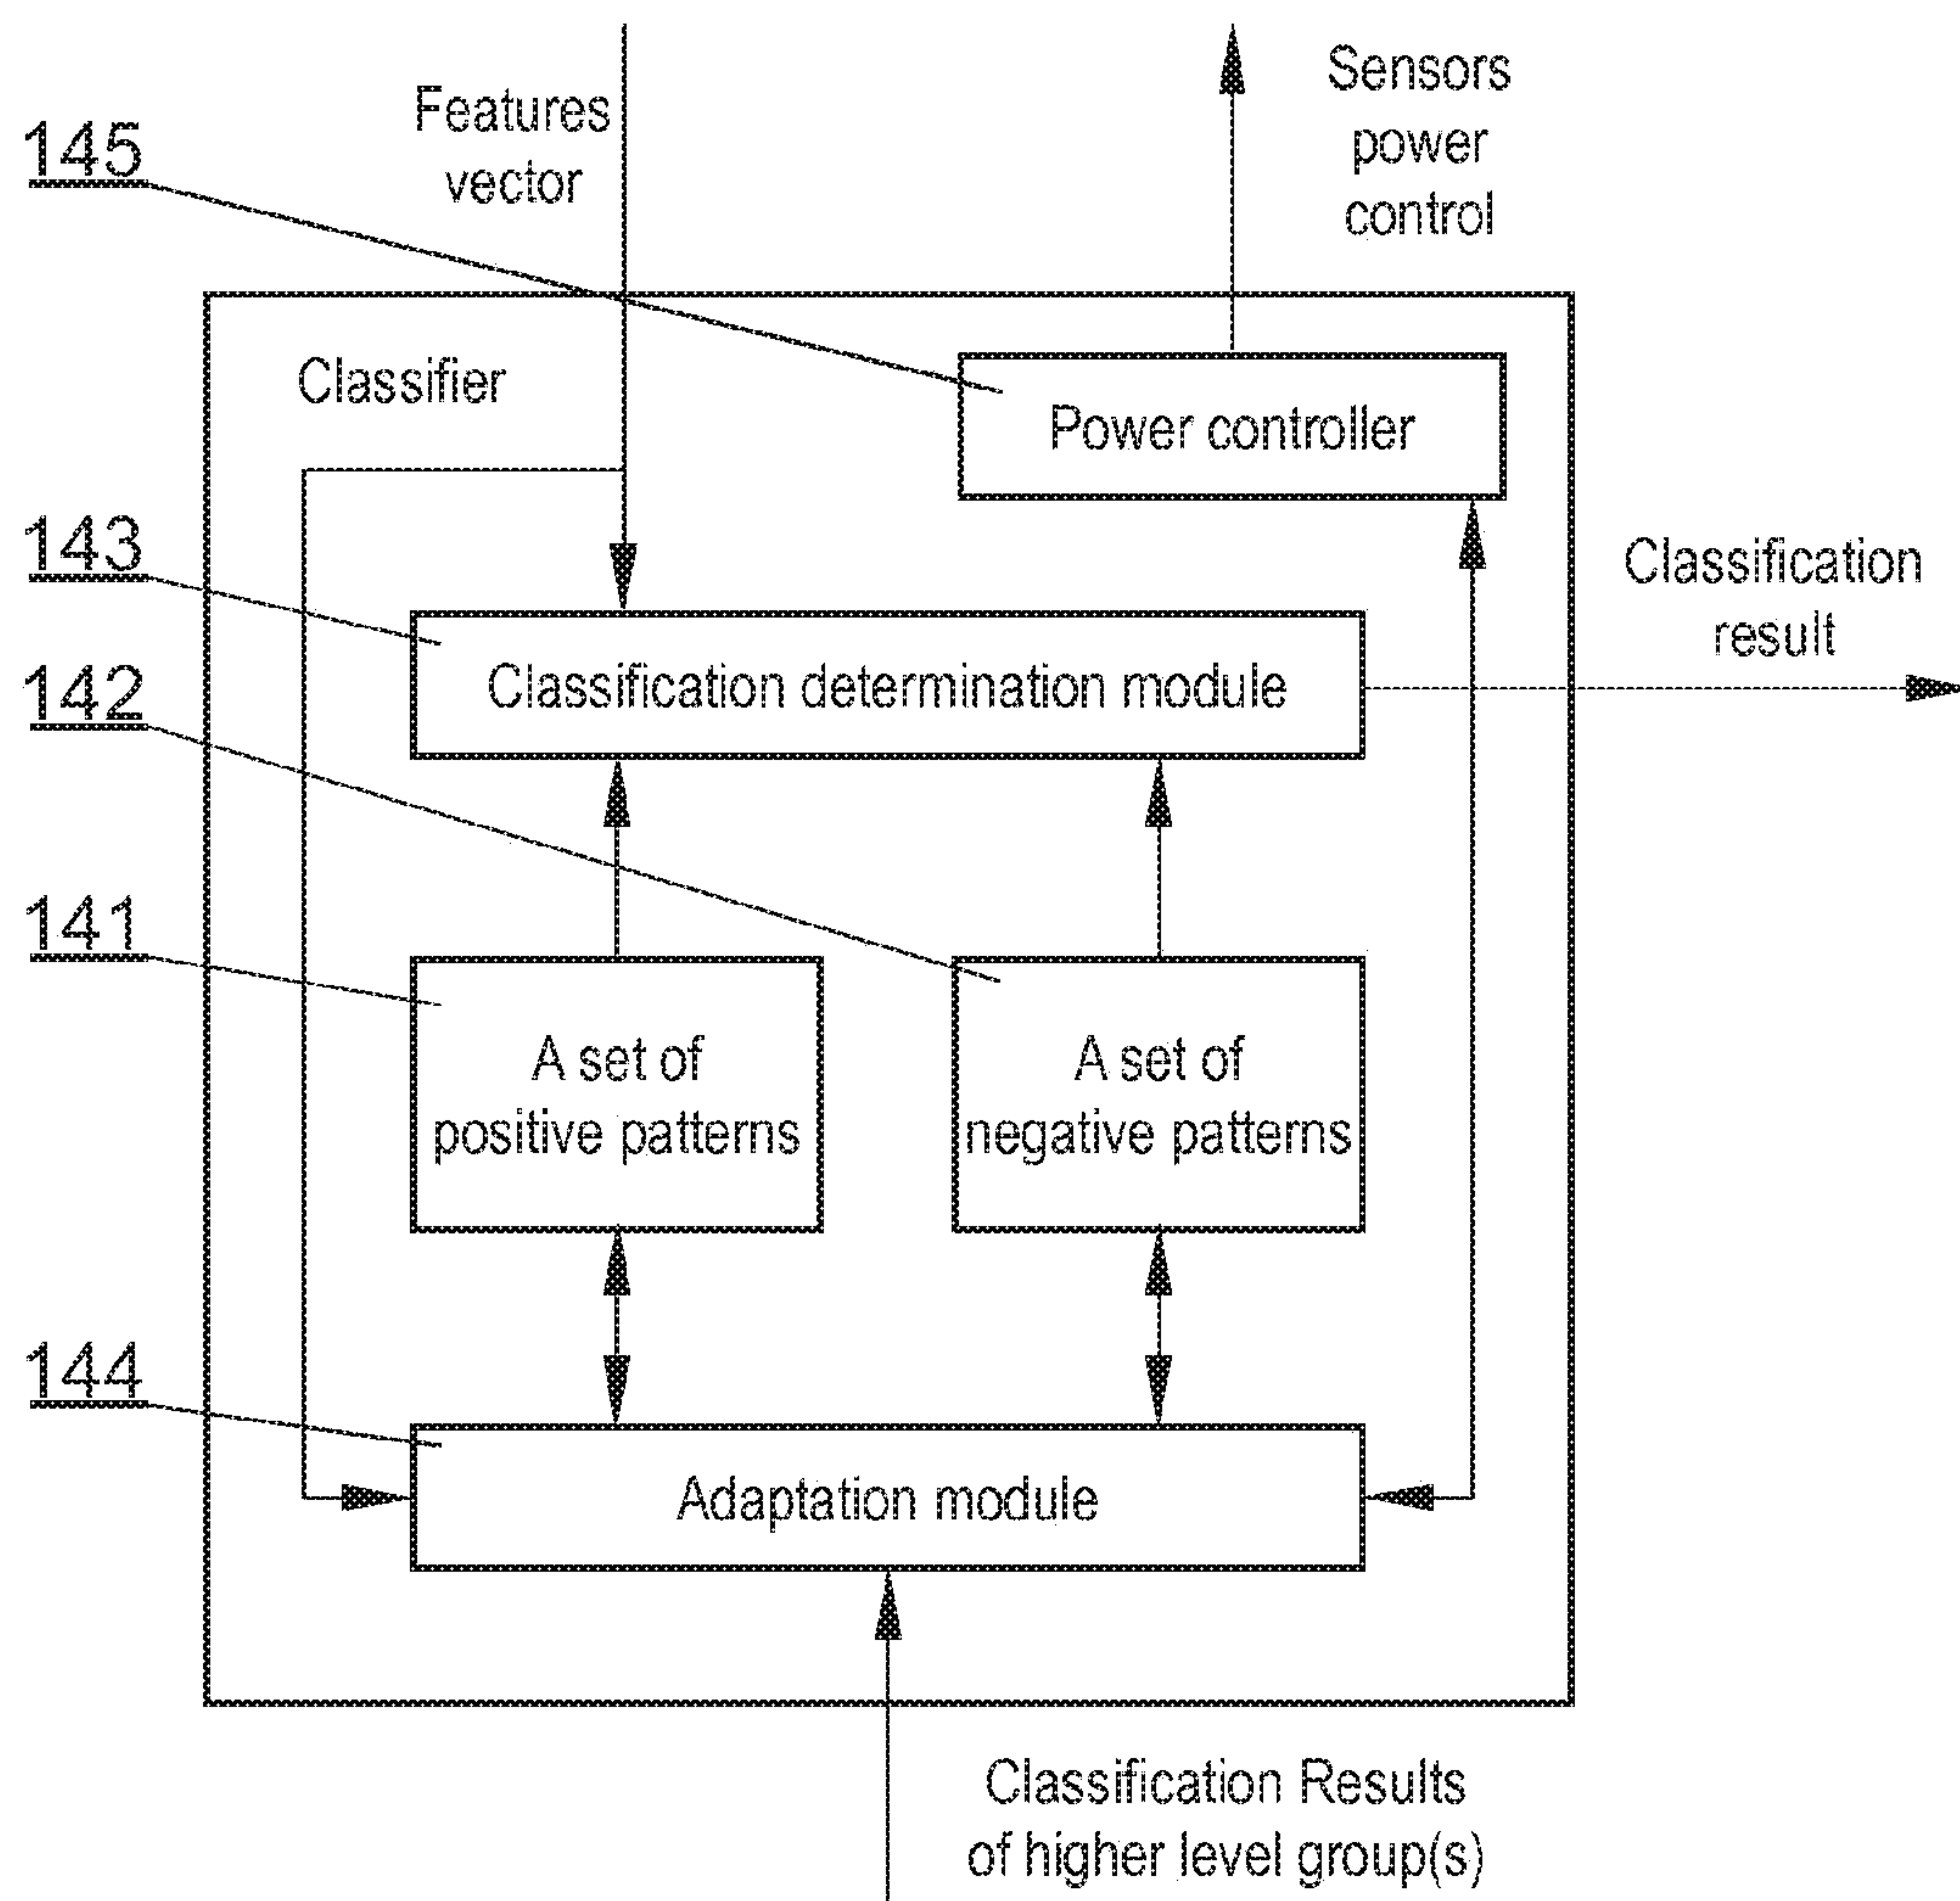 Features
vector
Sensors
power
control
145
Classifier
Power controller
143
Classification
result
Classification determination module
142
141
A set of
positive patterns
A set of
negative patterns
144
Adaptation module
Classification Results
of higher level group(s)